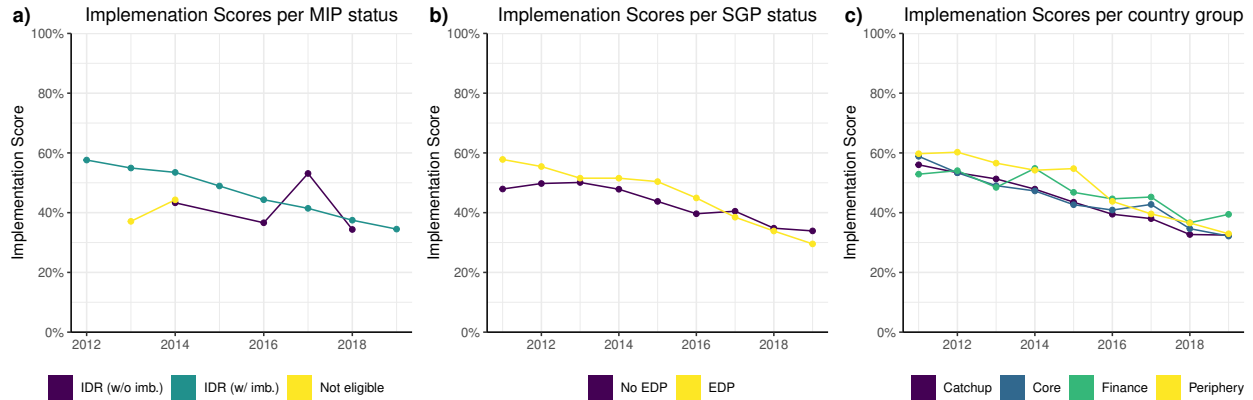 a) Implemenation Scores per MIP status
Implementation Score
100%
80%
60%
40%
20%
0%
2012 2014 2016 2018
IDR (w/o imb.) IDR (w/ imb.) Not eligible
b) Implemenation Scores per SGP status
Implementation Score
100%
80%
60%
40%
20%
0%
2012 2014 2016 2018
No EDP EDP
c) Implemenation Scores per country group
Implementation Score
100%
80%
60%
40%
20%
0%
2012 2014 2016 2018
Catchup Core Finance Periphery